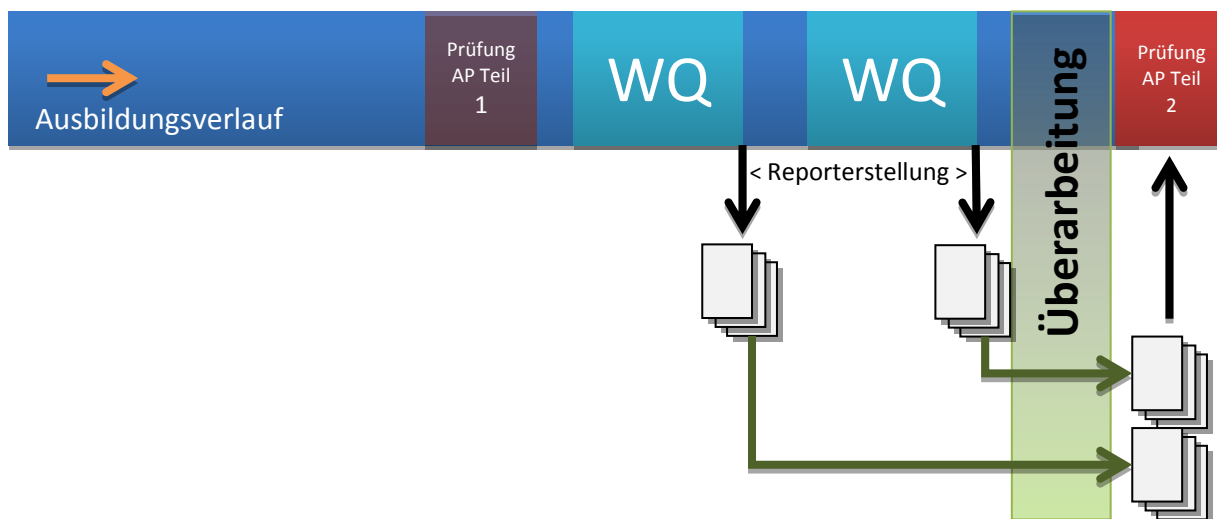 Ausbildungsverlauf
Prüfung
AP Teil
1
WQ
WQ
Überarbeitung
Prüfung
AP Teil
2
< Reporterstellung >